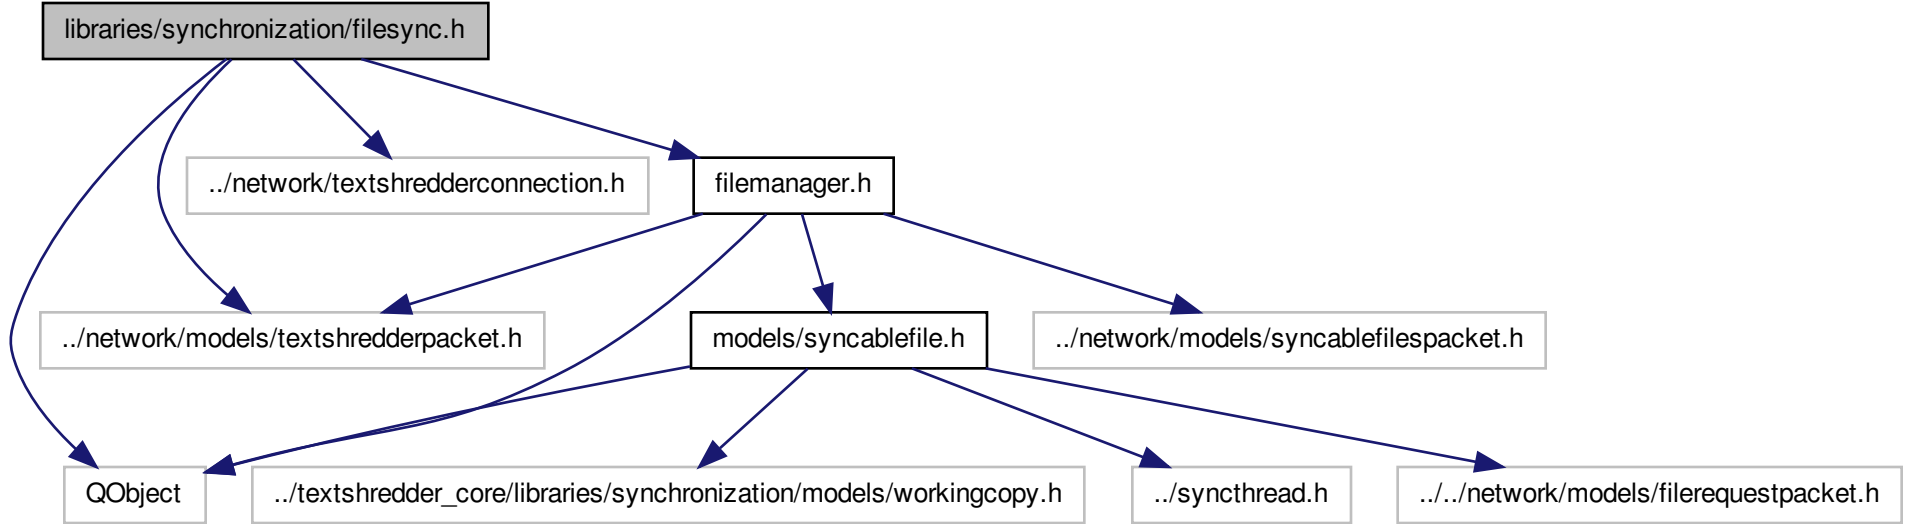 libraries/synchronization/filesync.h
../network/textshredderconnection.h
filemanager.h
../network/models/textshredderpacket.h
models/syncablefile.h
../network/models/syncablefilespacket.h
QObject
../textshredder_core/libraries/synchronization/models/workingcopy.h
../syncthread.h
../../network/models/filerequestpacket.h